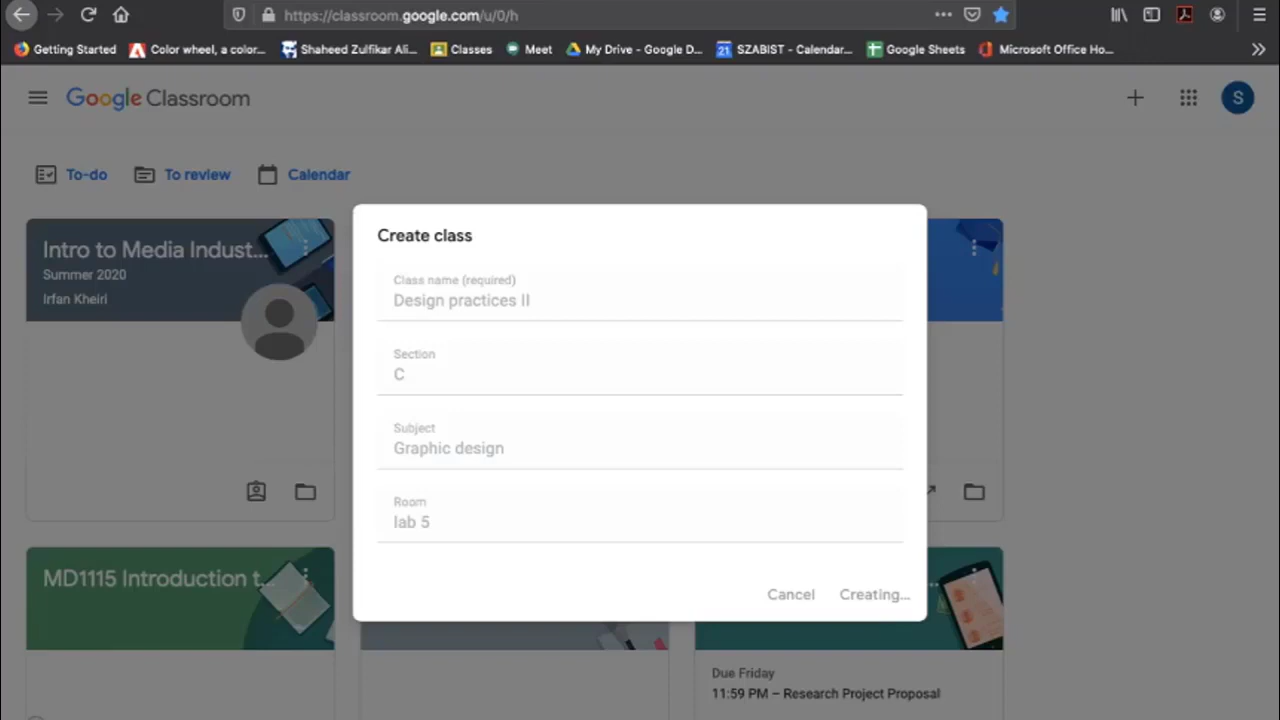 https://classroom.google.com/u/0/h
Getting Started
Color wheel, a color...
Shaheed Zulfikar Ali...
Classes
Meet
My Drive - Google D...
SZABIST - Calendar...
Google Sheets
Microsoft Office Ho...
Google Classroom
S
To-do
To review
Calendar
Intro to Media Indust...
Summer 2020
Irfan Kheiri
Create class
Class name (required)
Design practices II
Section
C
Subject
Graphic design
Room
lab 5
Cancel
Creating...
MD1115 Introduction t...
Due Friday
11:59 PM – Research Project Proposal